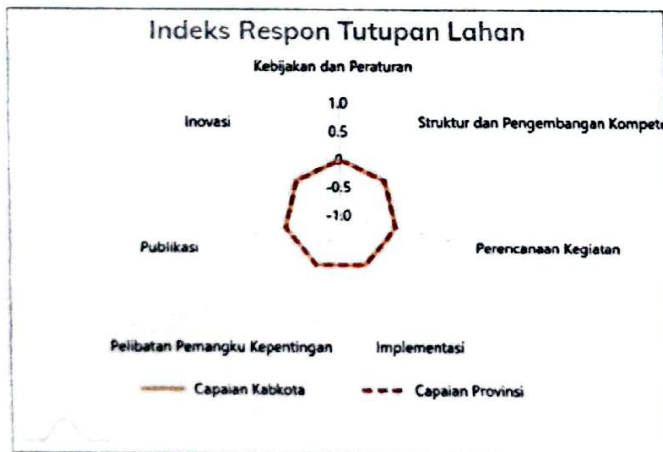 Indeks Respon Tutupan Lahan
Kebijakan dan Peraturan
1.0
Inovasi
Struktur dan Pengembangan Kompete
0.5
0
-0.5
-1.0
Publikasi
Perencanaan Kegiatan
Pelibatan Pemangku Kepentingan
Implementasi
Capaian Kabkota
Capaian Provinsi